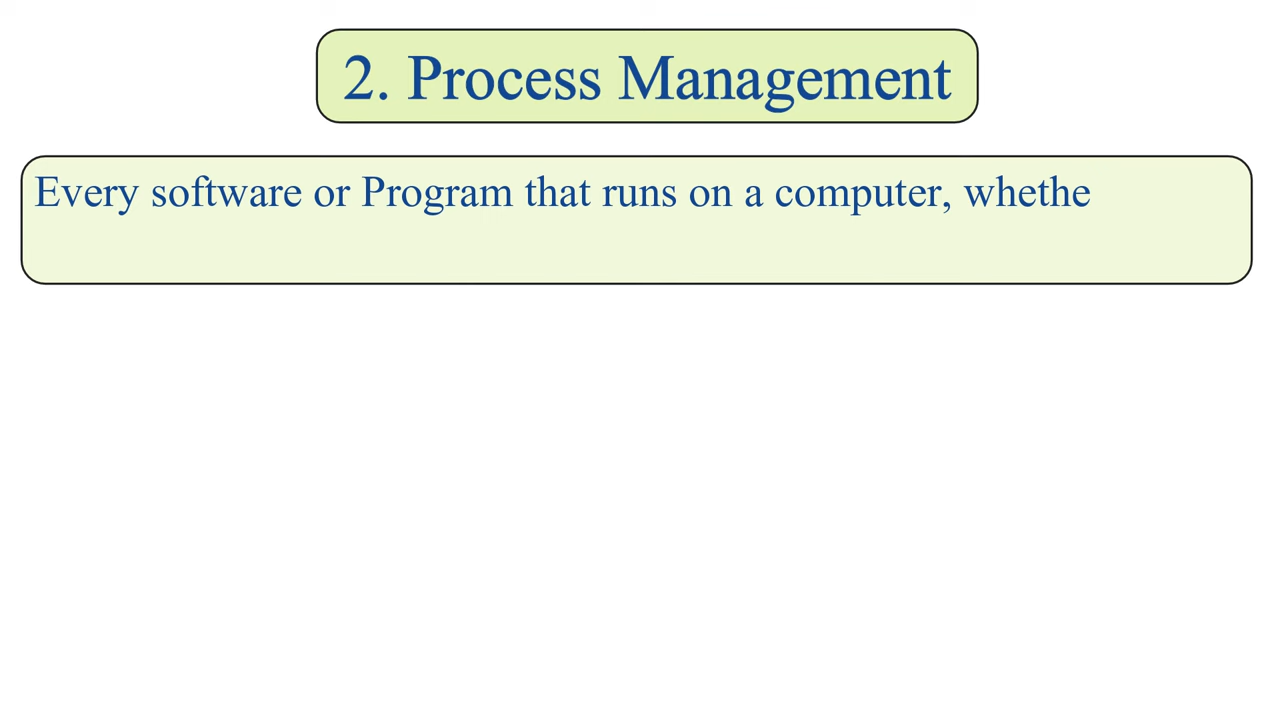 2. Process Management
Every software or Program that runs on a computer, whethe